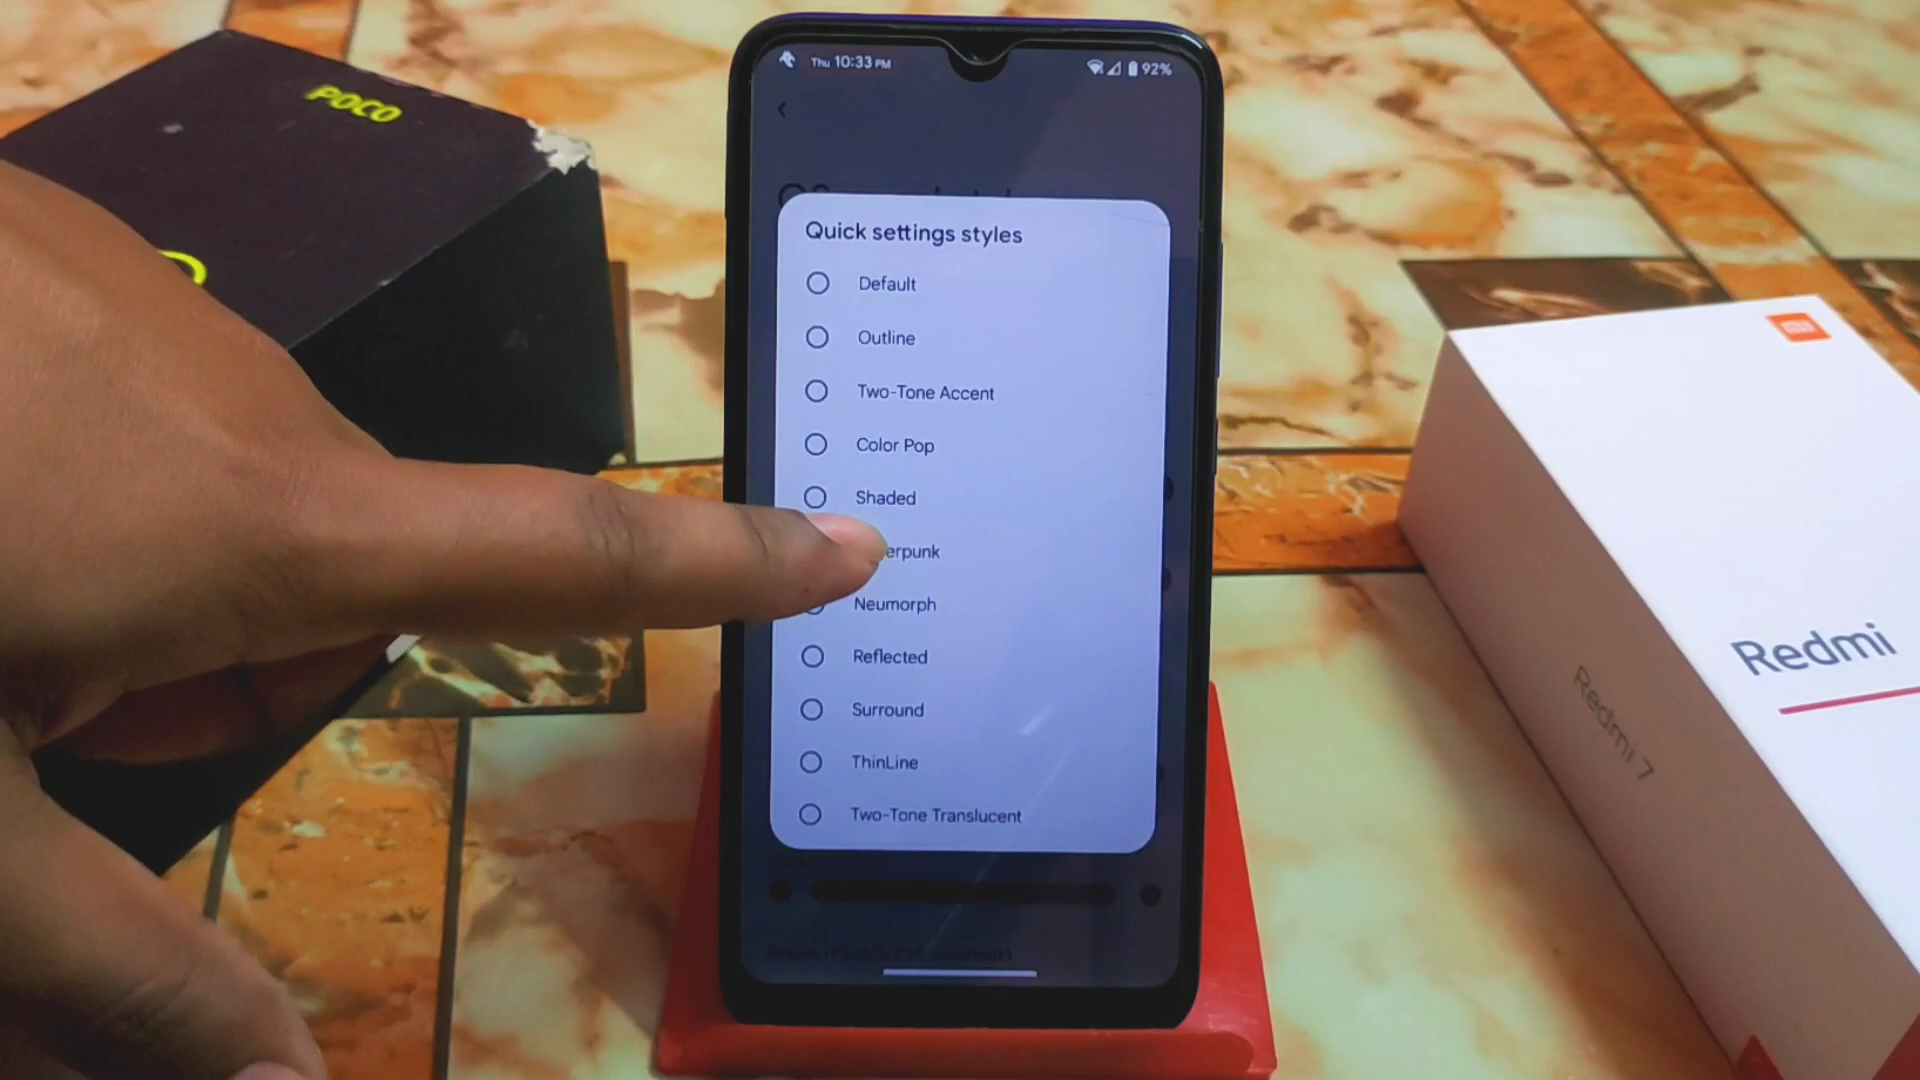 POCO
Thu 10:33 PM
92%
Quick settings styles
Default
Outline
Two-Tone Accent
Color Pop
Shaded
erpunk
Neumorph
Reflected
Surround
ThinLine
Two-Tone Translucent
mi
Redmi
Redmi 7